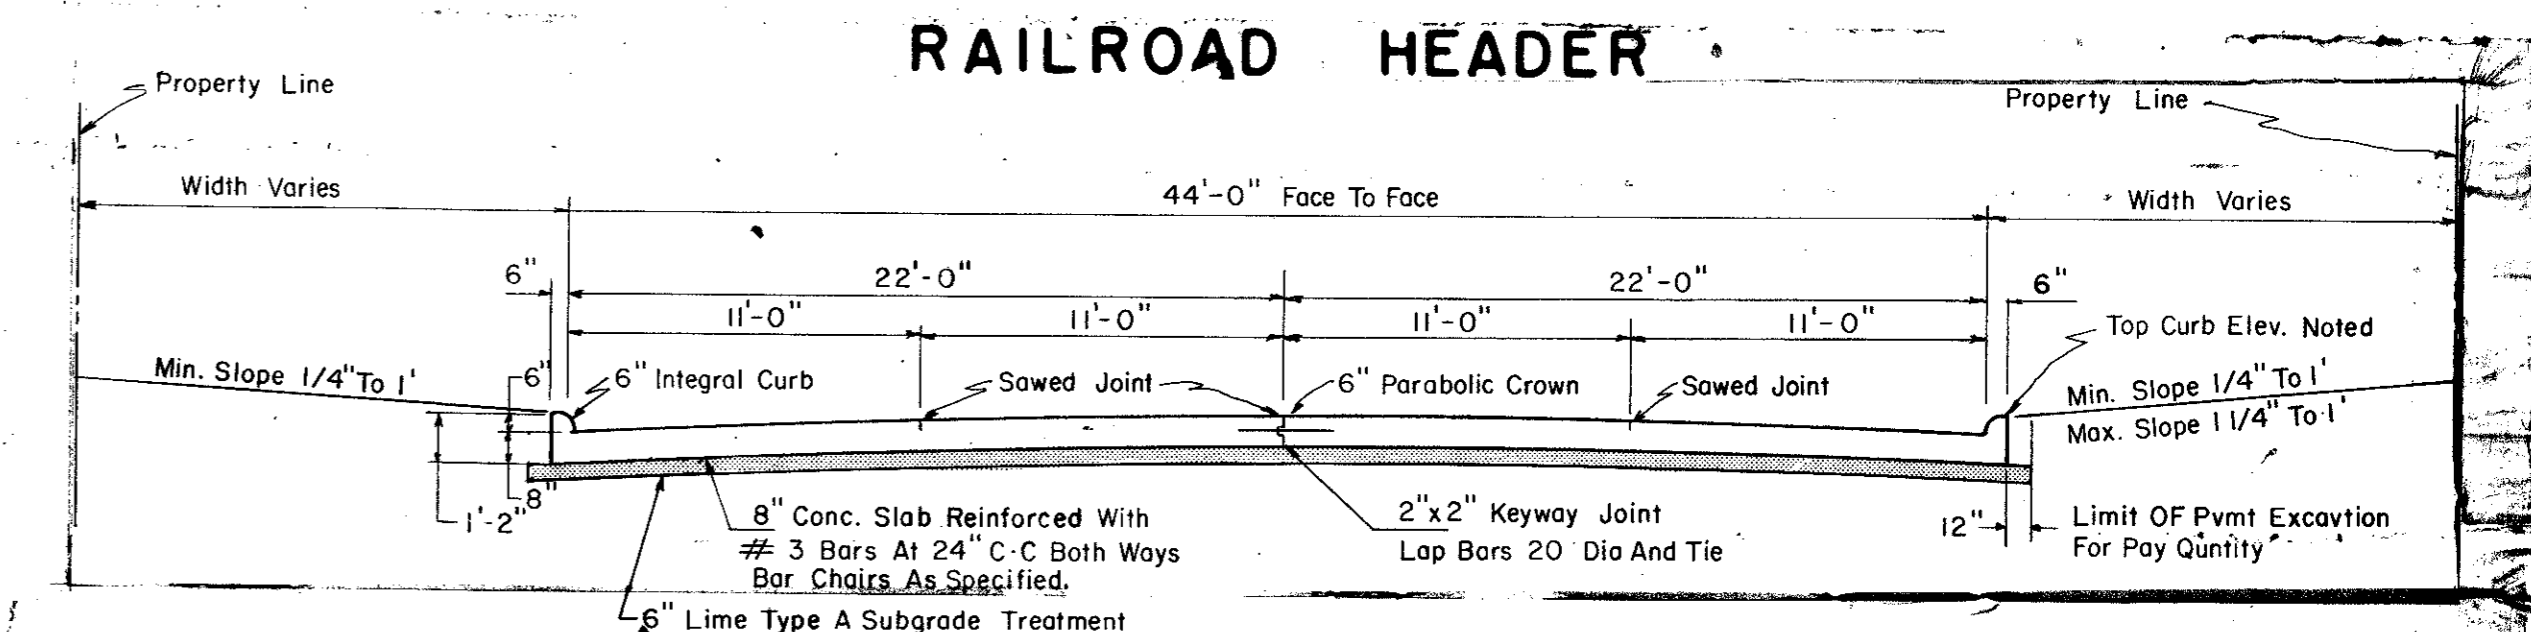 RAILROAD HEADER
Property Line
Property Line
Width Varies
44'-0" Face To Face
Width Varies
6"
22'-0"
22'-0"
6"
11'-0"
11'-0"
11'-0"
11'-0"
Top Curb Elev. Noted
Min. Slope 1/4" To 1'
6"
6" Integral Curb
Sawed Joint
6" Parabolic Crown
Sawed Joint
Min. Slope 1/4" To 1'
Max. Slope 1 1/4" To 1'
8"
1'-2"
8" Conc. Slab Reinforced With
# 3 Bars At 24" C-C Both Ways
Bar Chairs As Specified.
2"x2" Keyway Joint
Lap Bars 20 Dia And Tie
12"
Limit OF Pvmt Excavtion
For Pay Quntity
6" Lime Type A Subgrade Treatment